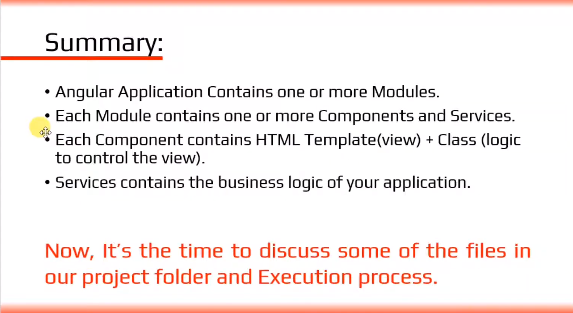 Summary:
• Angular Application Contains one or more Modules.
• Each Module contains one or more Components and Services.
• Each Component contains HTML Template(view) + Class (logic
to control the view).
• Services contains the business logic of your application.
Now, It's the time to discuss some of the files in
our project folder and Execution process.